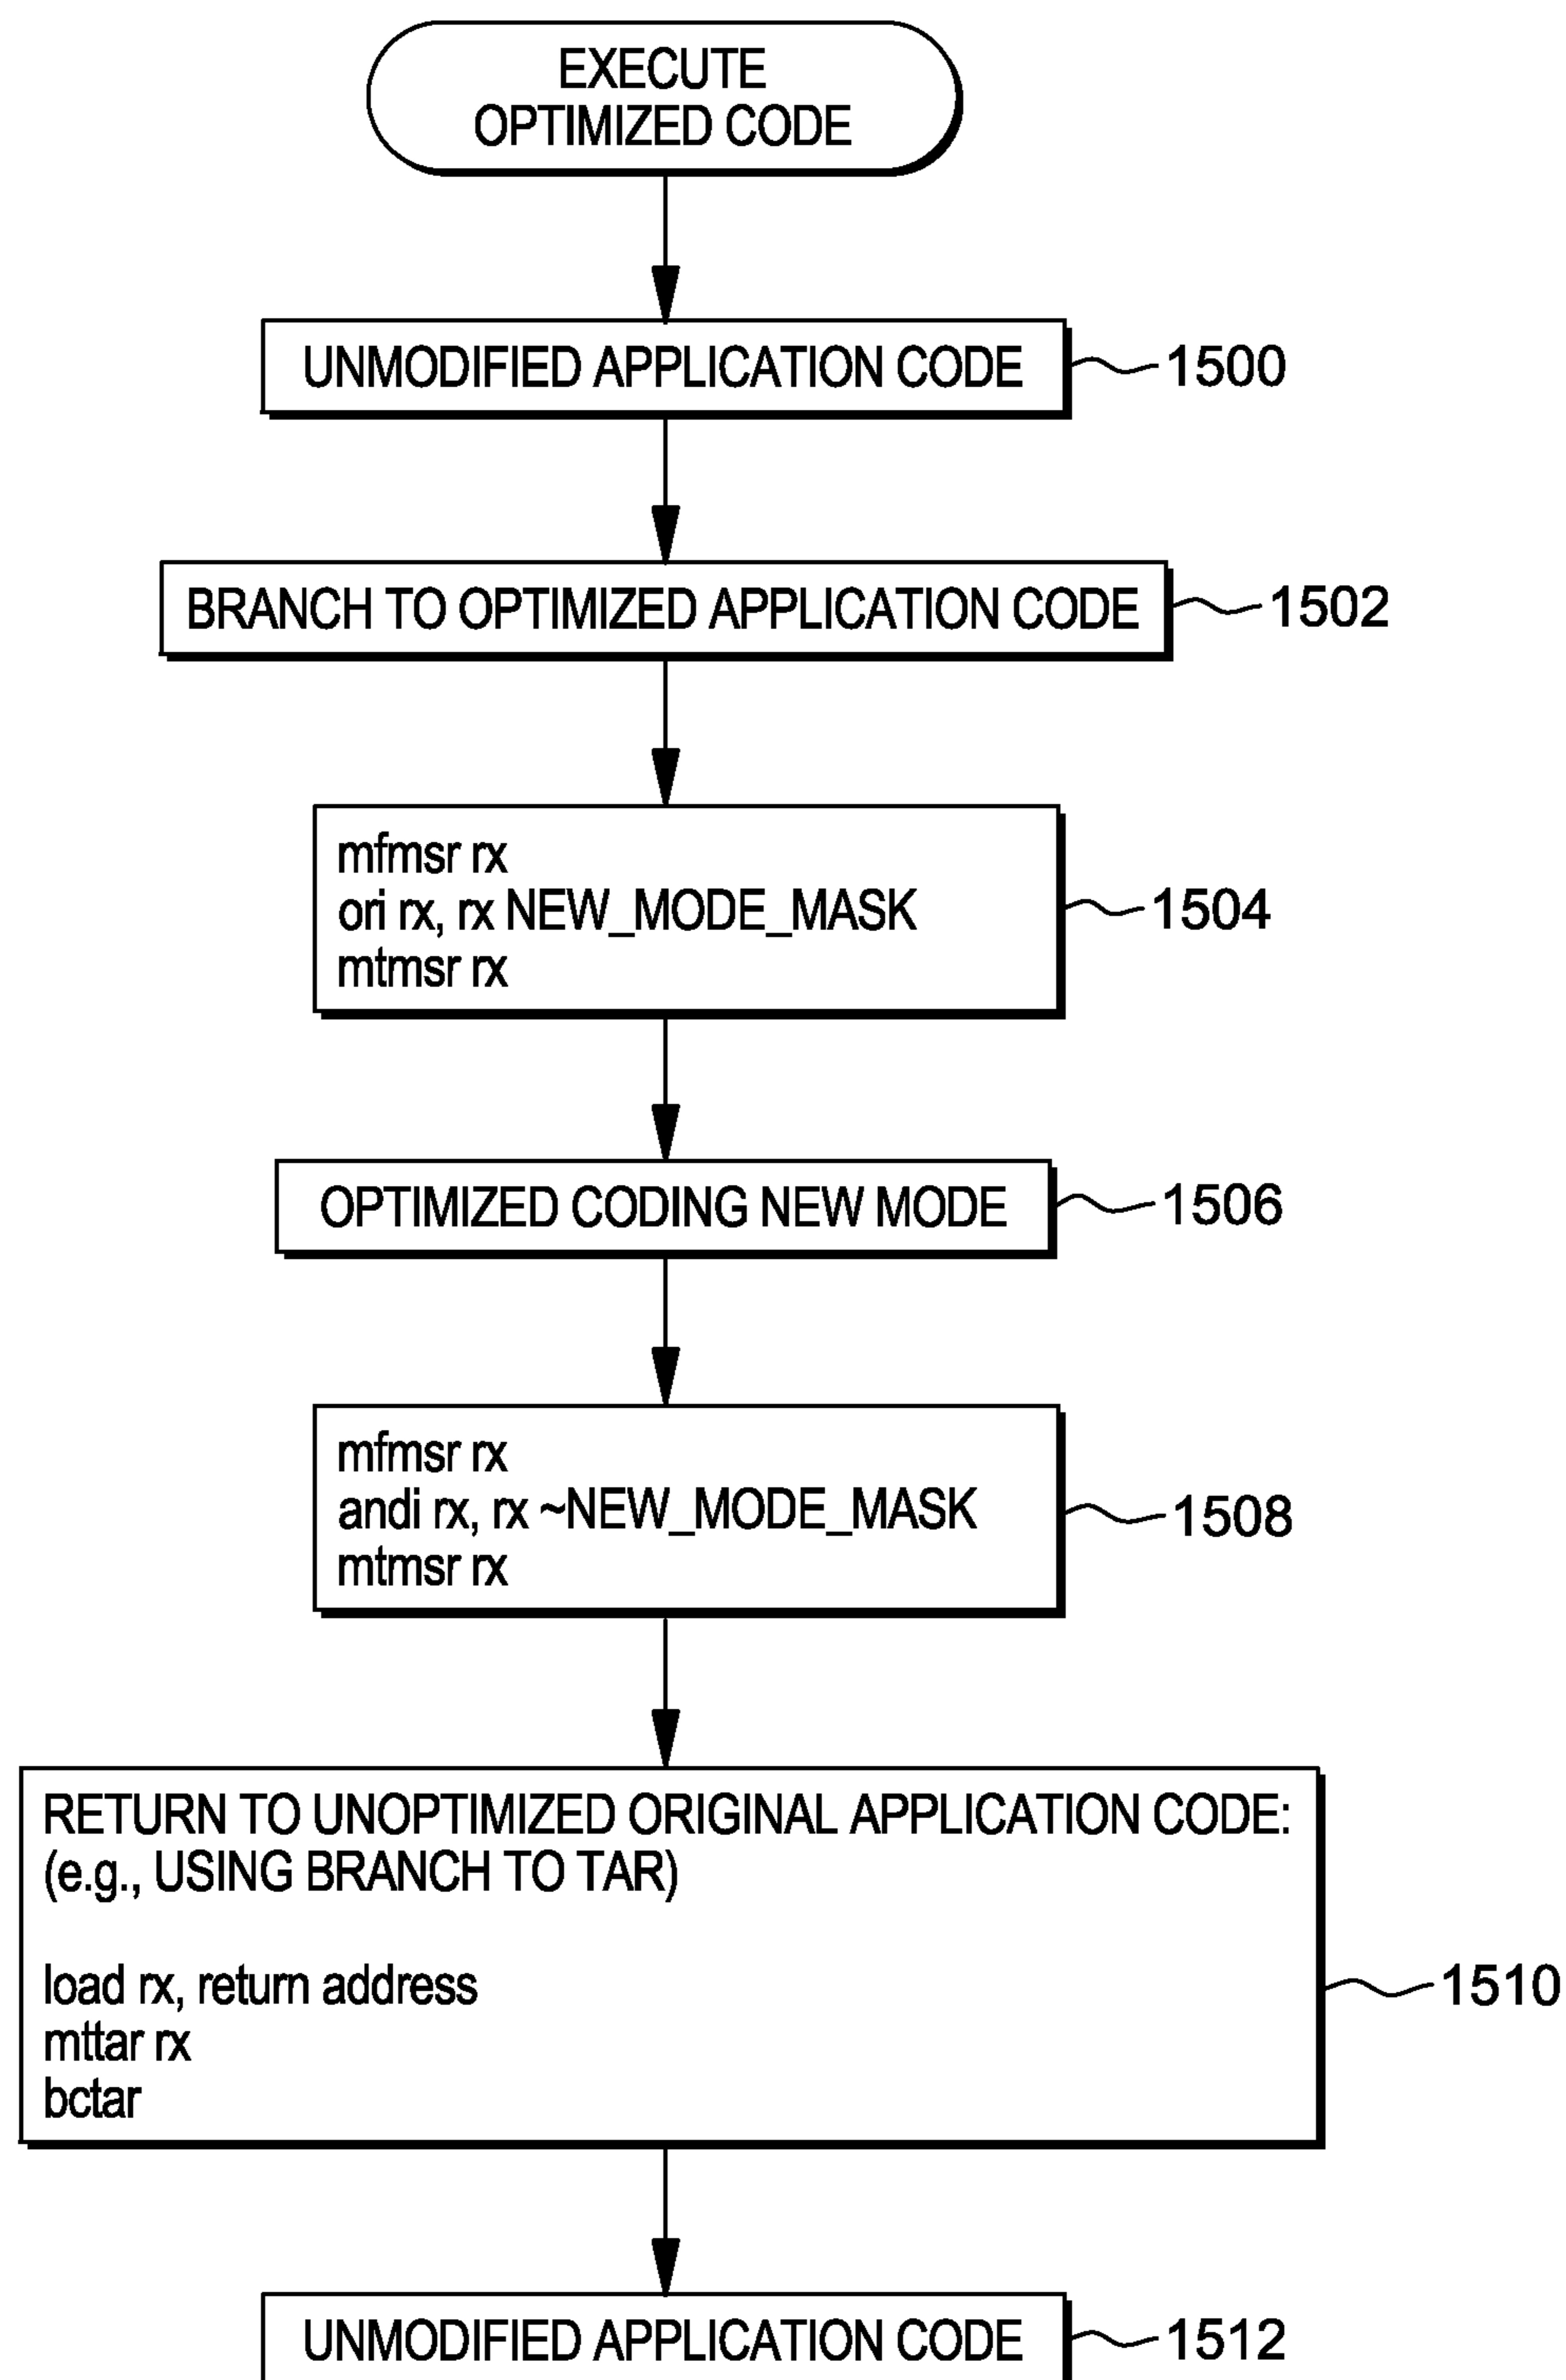 EXECUTE
OPTIMIZED CODE
UNMODIFIED APPLICATION CODE
1500
BRANCH TO OPTIMIZED APPLICATION CODE
1502
mfmsr rx
ori rx, rx NEW_MODE_MASK
mtmsr rx
1504
OPTIMIZED CODING NEW MODE
1506
mfmsr rx
andi rx, rx ~NEW_MODE_MASK
mtmsr rx
1508
RETURN TO UNOPTIMIZED ORIGINAL APPLICATION CODE:
(e.g., USING BRANCH TO TAR)
load rx, return address
mttar rx
bctar
1510
UNMODIFIED APPLICATION CODE
1512